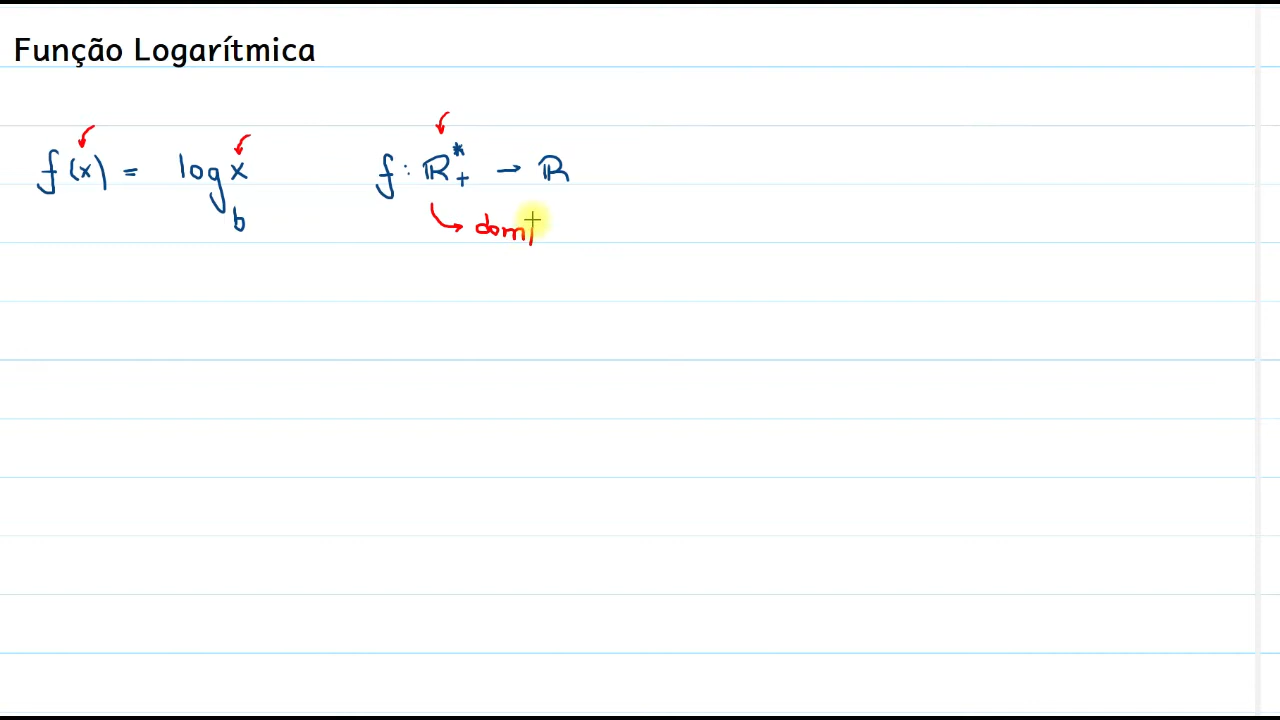 Função Logarítmica
f(x) = log_b x f: ℝ*₊ → ℝ
dom